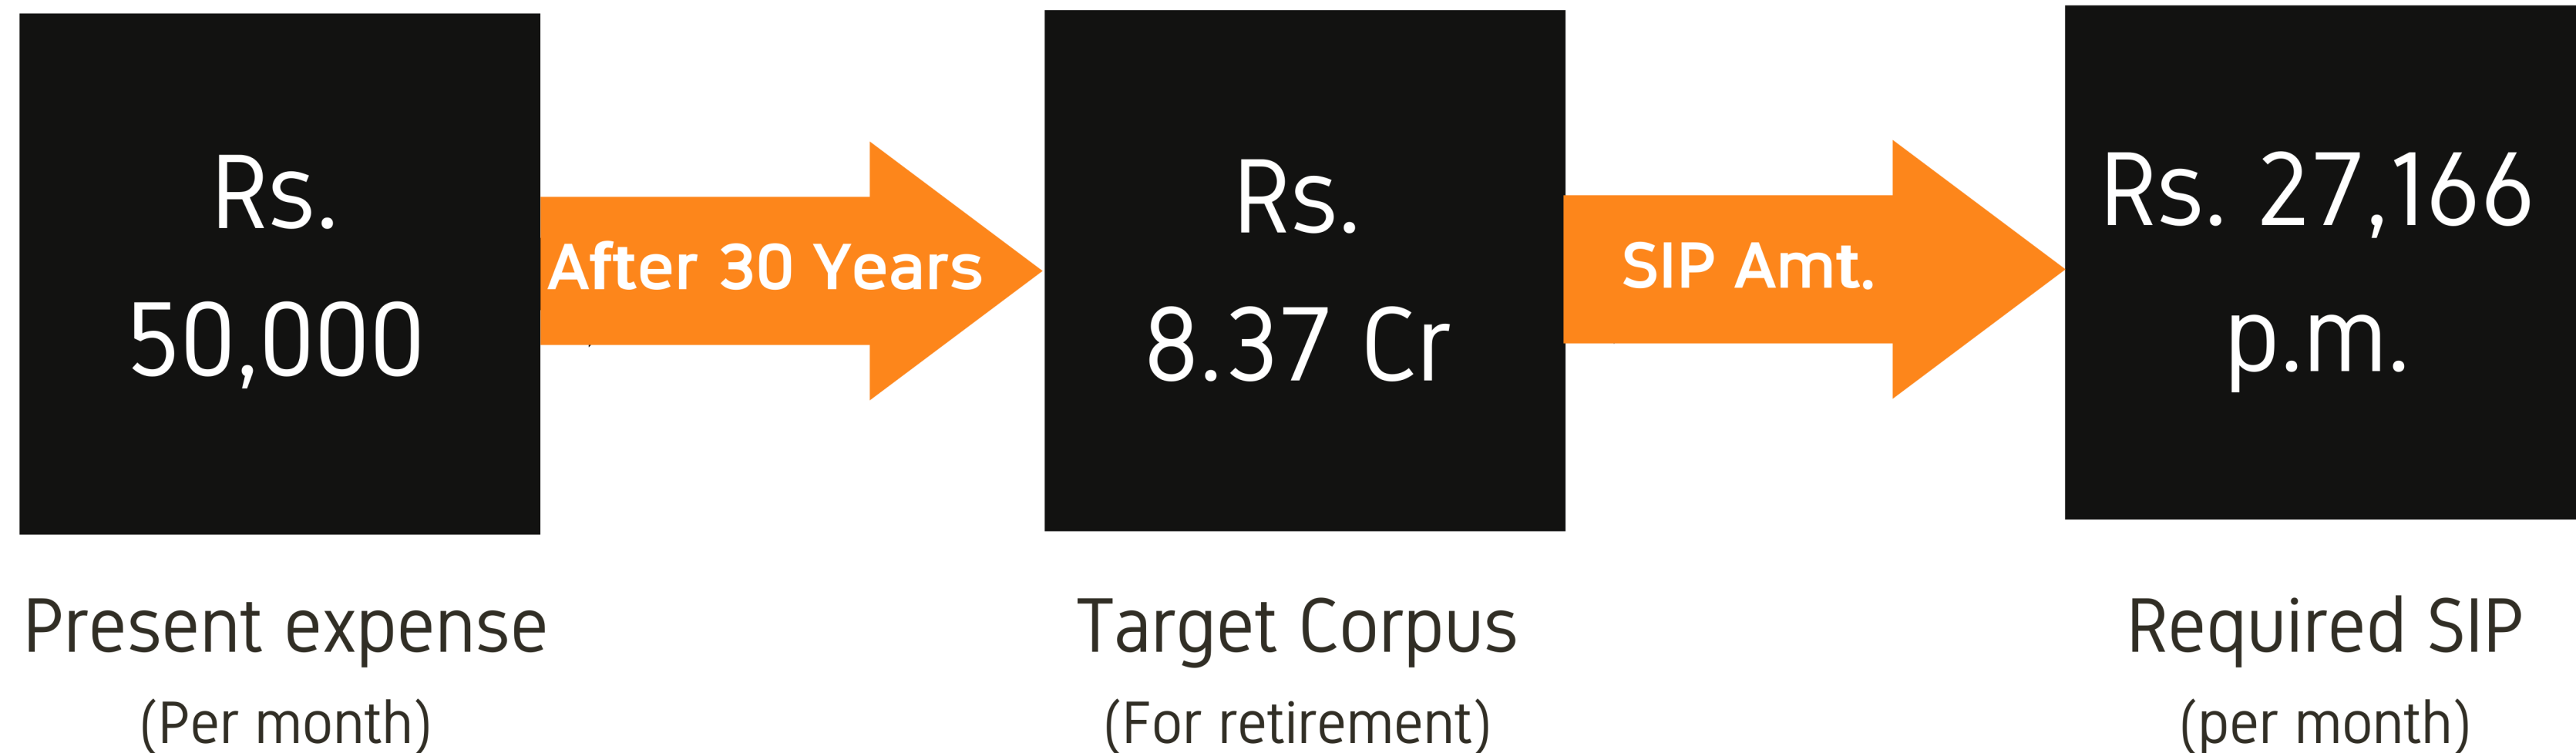 Rs.
50,000
After 30 Years
Rs.
8.37 Cr
SIP Amt.
Rs. 27,166
p.m.
Present expense
(Per month)
Target Corpus
(For retirement)
Required SIP
(per month)